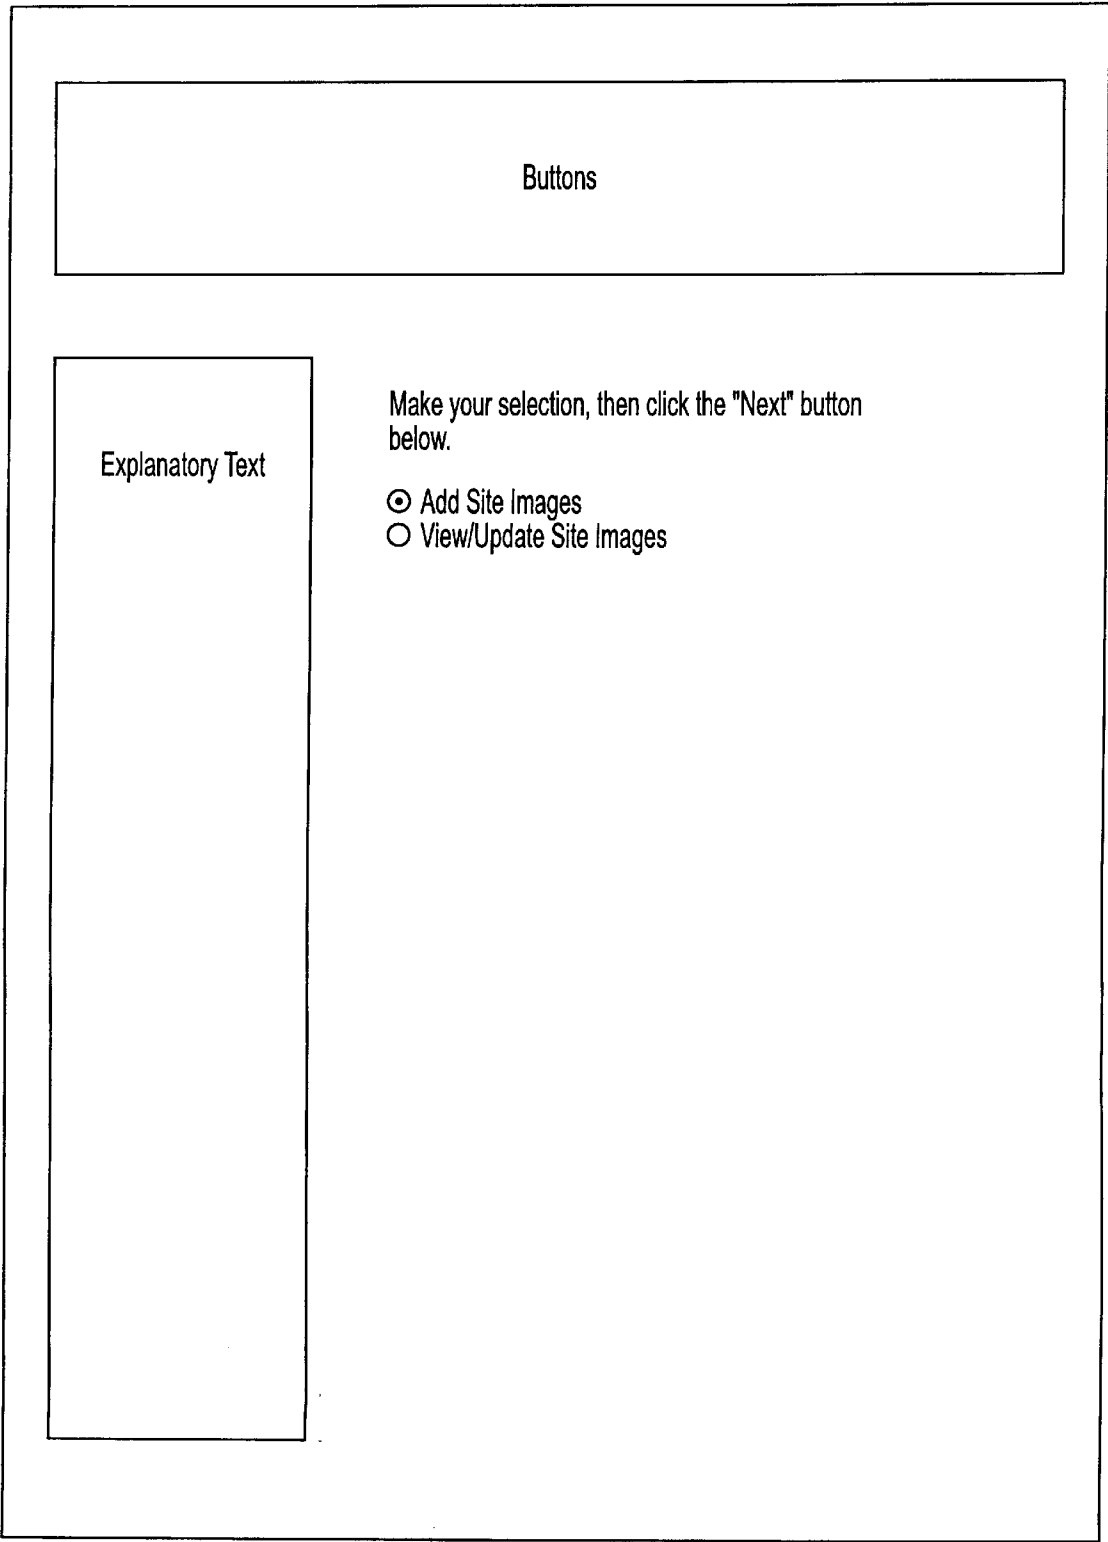 Buttons
Explanatory Text
Make your selection, then click the "Next" button
below.
Add Site Images
View/Update Site Images